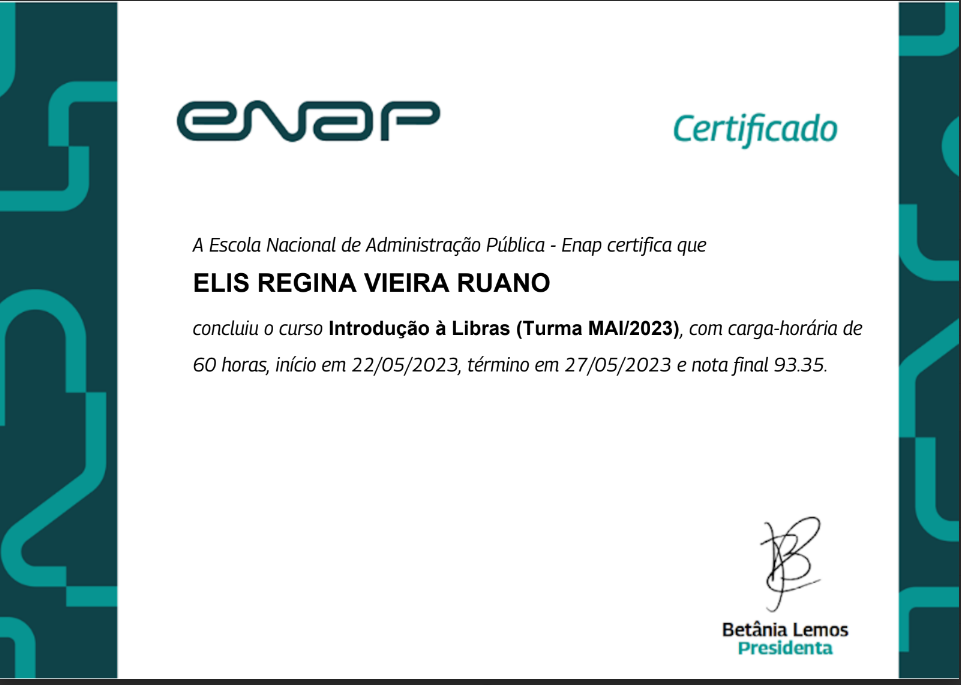 enap
Certificado
A Escola Nacional de Administração Pública - Enap certifica que
ELIS REGINA VIEIRA RUANO
concluiu o curso Introdução à Libras (Turma MAI/2023), com carga-horária de
60 horas, início em 22/05/2023, término em 27/05/2023 e nota final 93.35.
Betânia Lemos
Presidenta